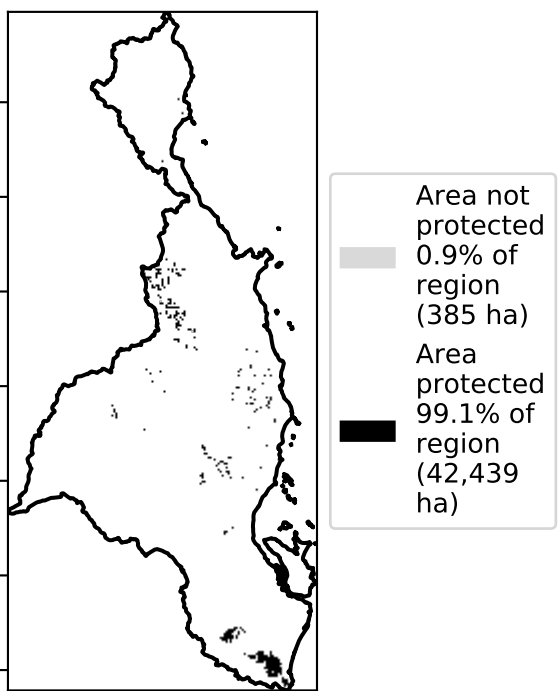 Area not
protected
0.9% of
region
(385 ha)
Area
protected
99.1% of
region
(42,439
ha)